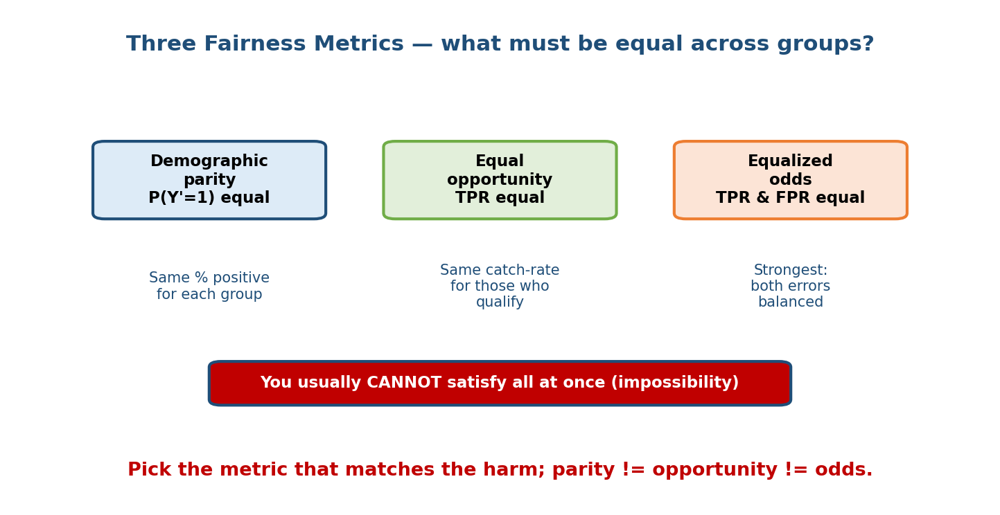 Three Fairness Metrics — what must be equal across groups?
Demographic
parity
P(Y'=1) equal
Equal
opportunity
TPR equal
Equalized
odds
TPR & FPR equal
Same % positive
for each group
Same catch-rate
for those who
qualify
Strongest:
both errors
balanced
You usually CANNOT satisfy all at once (impossibility)
Pick the metric that matches the harm; parity != opportunity != odds.